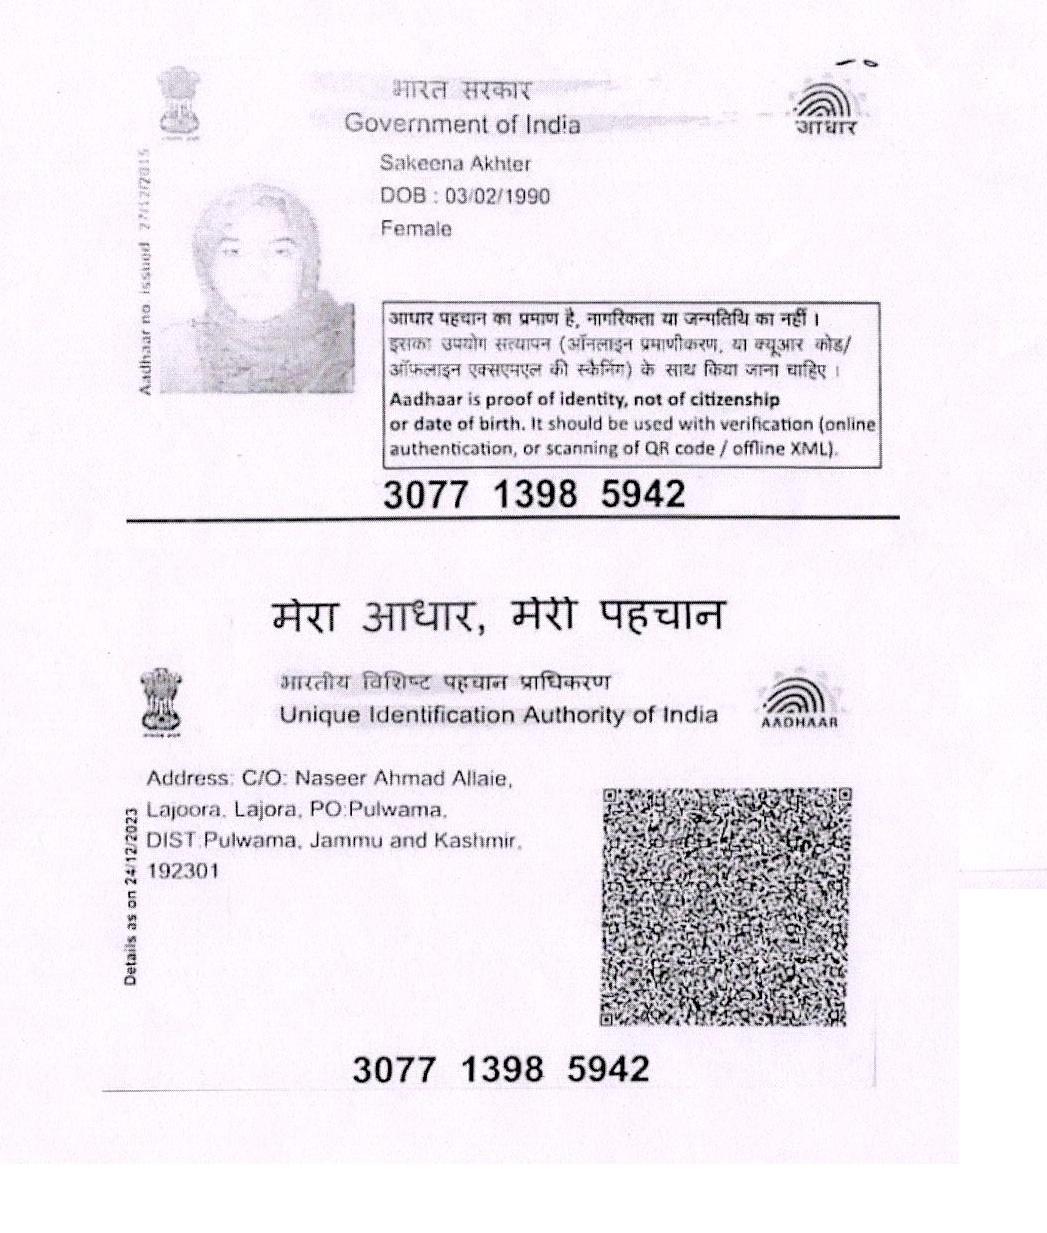 भारत सरकार
Government of India
आधार
Sakeena Akhter
DOB : 03/02/1990
Female
Aadhaar no issued 27/12/2015
आधार पहचान का प्रमाण है, नागरिकता या जन्मतिथि का नहीं ।
इसका उपयोग सत्यापन (ऑनलाइन प्रमाणीकरण, या क्यूआर कोड/
ऑफलाइन एक्सएमएल की स्कैनिंग) के साथ किया जाना चाहिए ।
Aadhaar is proof of identity, not of citizenship
or date of birth. It should be used with verification (online
authentication, or scanning of QR code / offline XML).
3077 1398 5942
मेरा आधार, मेरी पहचान
भारतीय विशिष्ट पहचान प्राधिकरण
Unique Identification Authority of India
AADHAAR
Address: C/O: Naseer Ahmad Allaie,
Lajoora, Lajora, PO:Pulwama,
DIST:Pulwama, Jammu and Kashmir,
192301
Details as on 24/12/2023
3077 1398 5942